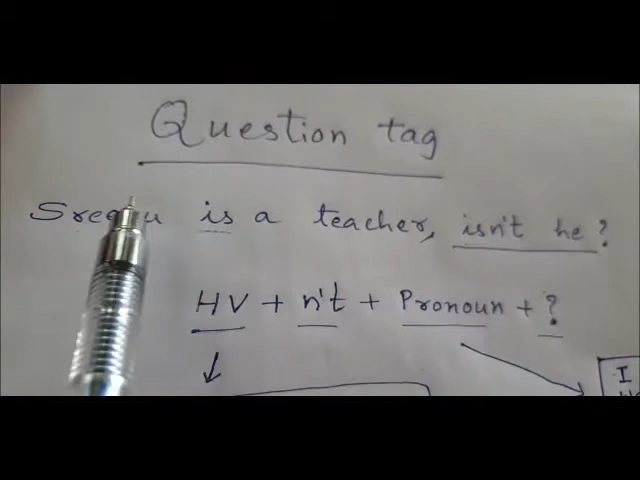 Question tag
is a teacher, isn't he?
HV + n't + Pronoun + ?
I